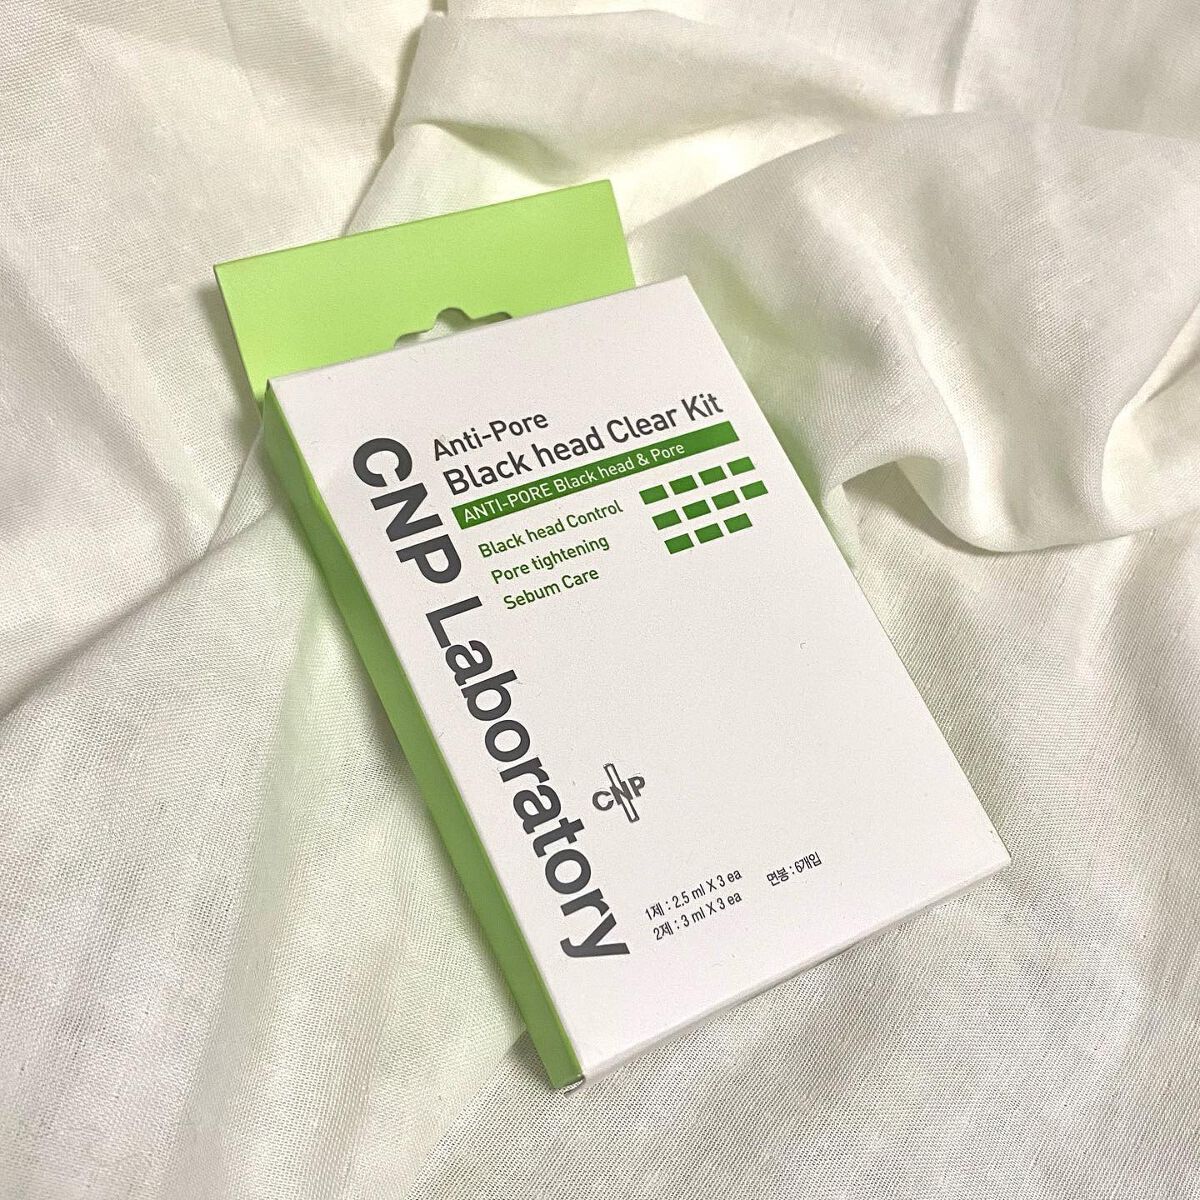 Anti-Pore
Black head Clear Kit
ANTI-PORE Black head & Pore
Black head Control
Pore tightening
Sebum Care
CNP Laboratory
CNP
1제 : 2.5 ml X 3 ea
2제 : 3 ml X 3 ea
면봉 : 6개입